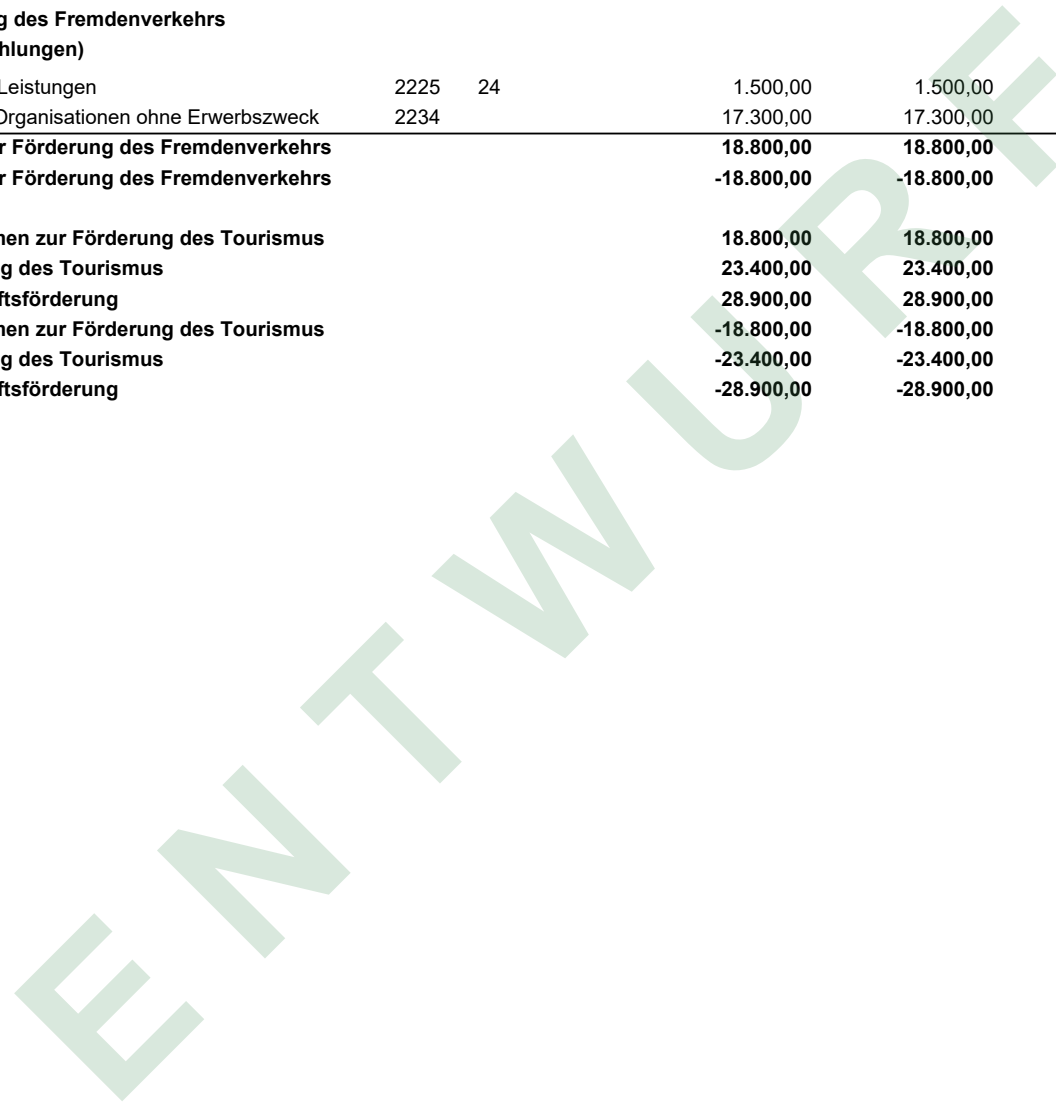 g des Fremdenverkehrs
hlungen)
Leistungen 2225 24 1.500,00 1.500,00
Organisationen ohne Erwerbszweck 2234 17.300,00 17.300,00
r Förderung des Fremdenverkehrs 18.800,00 18.800,00
r Förderung des Fremdenverkehrs -18.800,00 -18.800,00
nen zur Förderung des Tourismus 18.800,00 18.800,00
g des Tourismus 23.400,00 23.400,00
ftsförderung 28.900,00 28.900,00
nen zur Förderung des Tourismus -18.800,00 -18.800,00
g des Tourismus -23.400,00 -23.400,00
ftsförderung -28.900,00 -28.900,00
ENTWURF